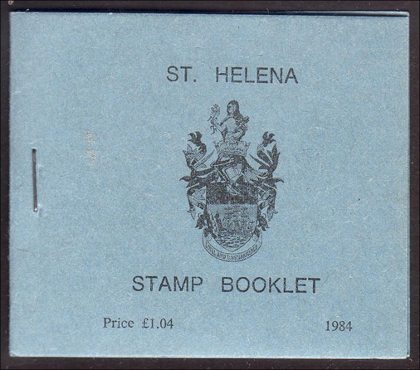 ST. HELENA
STAMP BOOKLET
Price £1.04 1984